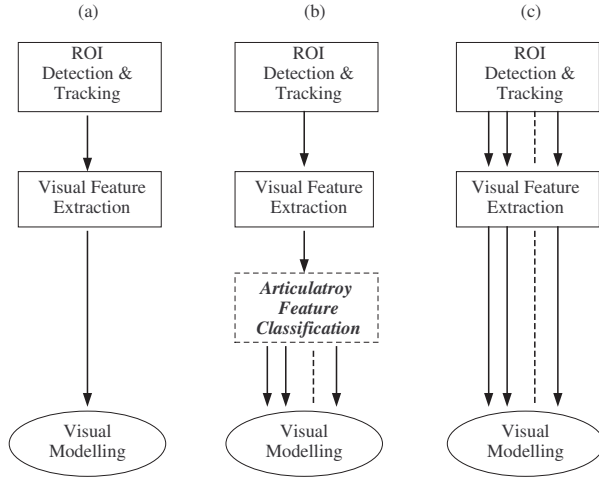 (a)
ROI
Detection &
Tracking
Visual Feature
Extraction
Visual
Modelling
(b)
ROI
Detection &
Tracking
Visual Feature
Extraction
Articulatroy
Feature
Classification
Visual
Modelling
(c)
ROI
Detection &
Tracking
Visual Feature
Extraction
Visual
Modelling